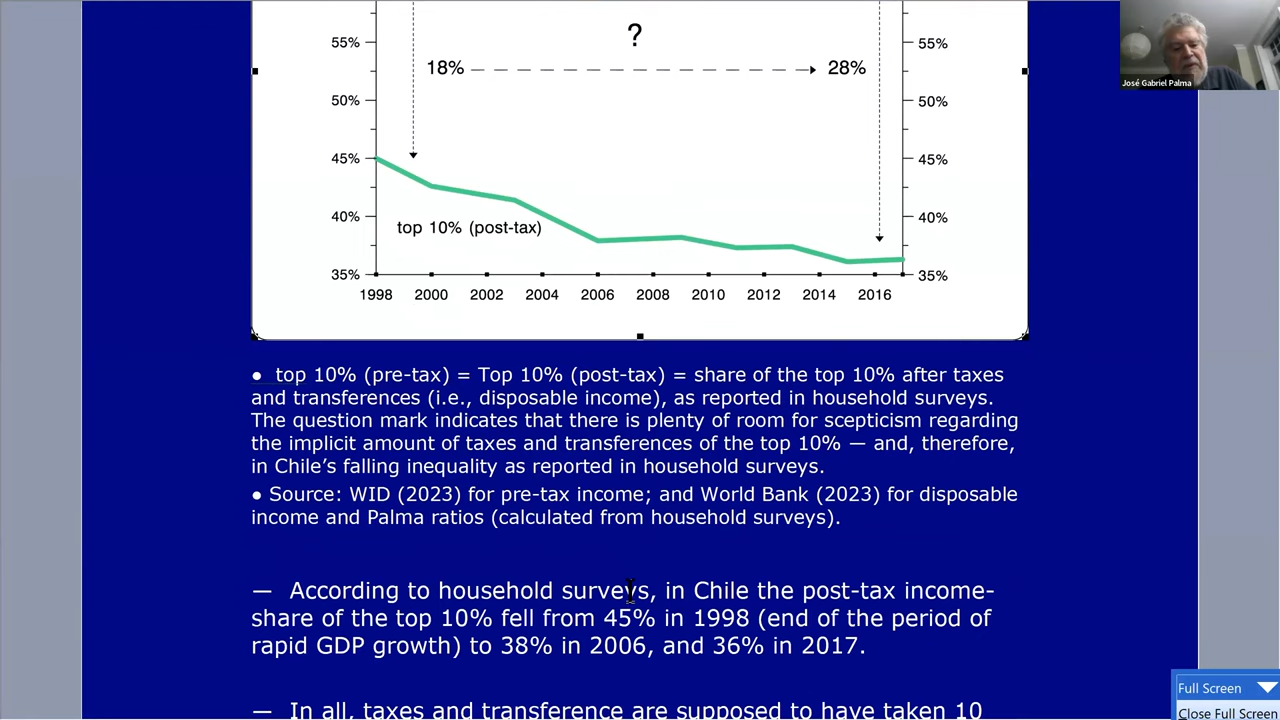 ?
55%
55%
18%
28%
50%
50%
45%
45%
40%
40%
top 10% (post-tax)
35%
35%
1998 2000 2002 2004 2006 2008 2010 2012 2014 2016
José Gabriel Palma
● top 10% (pre-tax) = Top 10% (post-tax) = share of the top 10% after taxes
and transferences (i.e., disposable income), as reported in household surveys.
The question mark indicates that there is plenty of room for scepticism regarding
the implicit amount of taxes and transferences of the top 10% — and, therefore,
in Chile’s falling inequality as reported in household surveys.
● Source: WID (2023) for pre-tax income; and World Bank (2023) for disposable
income and Palma ratios (calculated from household surveys).
— According to household surveys, in Chile the post-tax income-
share of the top 10% fell from 45% in 1998 (end of the period of
rapid GDP growth) to 38% in 2006, and 36% in 2017.
— In all, taxes and transference are supposed to have taken 10
Full Screen
Close Full Screen